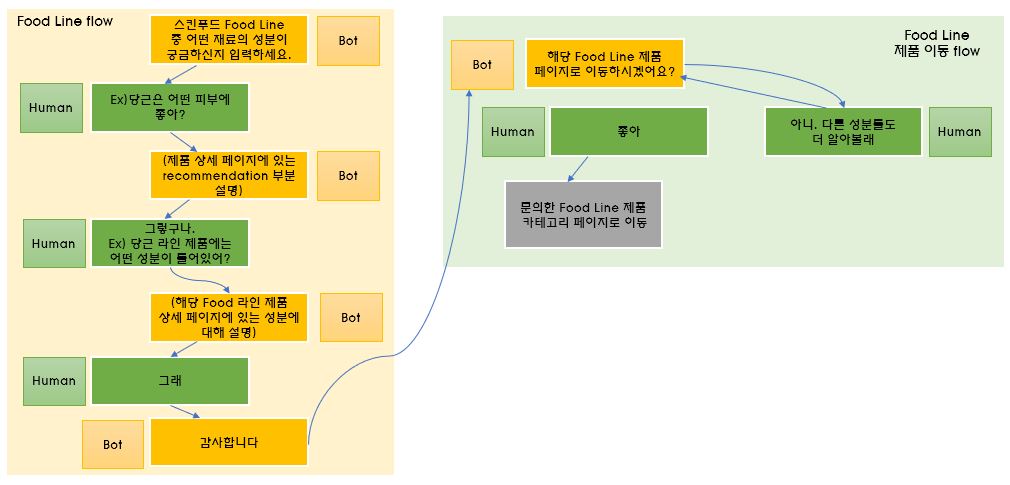 Food Line flow
스킨푸드 Food Line
중 어떤 재료의 성분이
궁금하신지 입력하세요.
Bot
Human
Ex)당근은 어떤 피부에
좋아?
(제품 상세 페이지에 있는
recommendation 부분
설명)
Bot
Human
그렇구나.
Ex) 당근 라인 제품에는
어떤 성분이 들어있어?
(해당 Food 라인 제품
상세 페이지에 있는 성분에
대해 설명)
Bot
Human
그래
Bot
감사합니다
Food Line
제품 이동 flow
Bot
해당 Food Line 제품
페이지로 이동하시겠어요?
Human
좋아
아니. 다른 성분들도
더 알아볼래
Human
문의한 Food Line 제품
카테고리 페이지로 이동